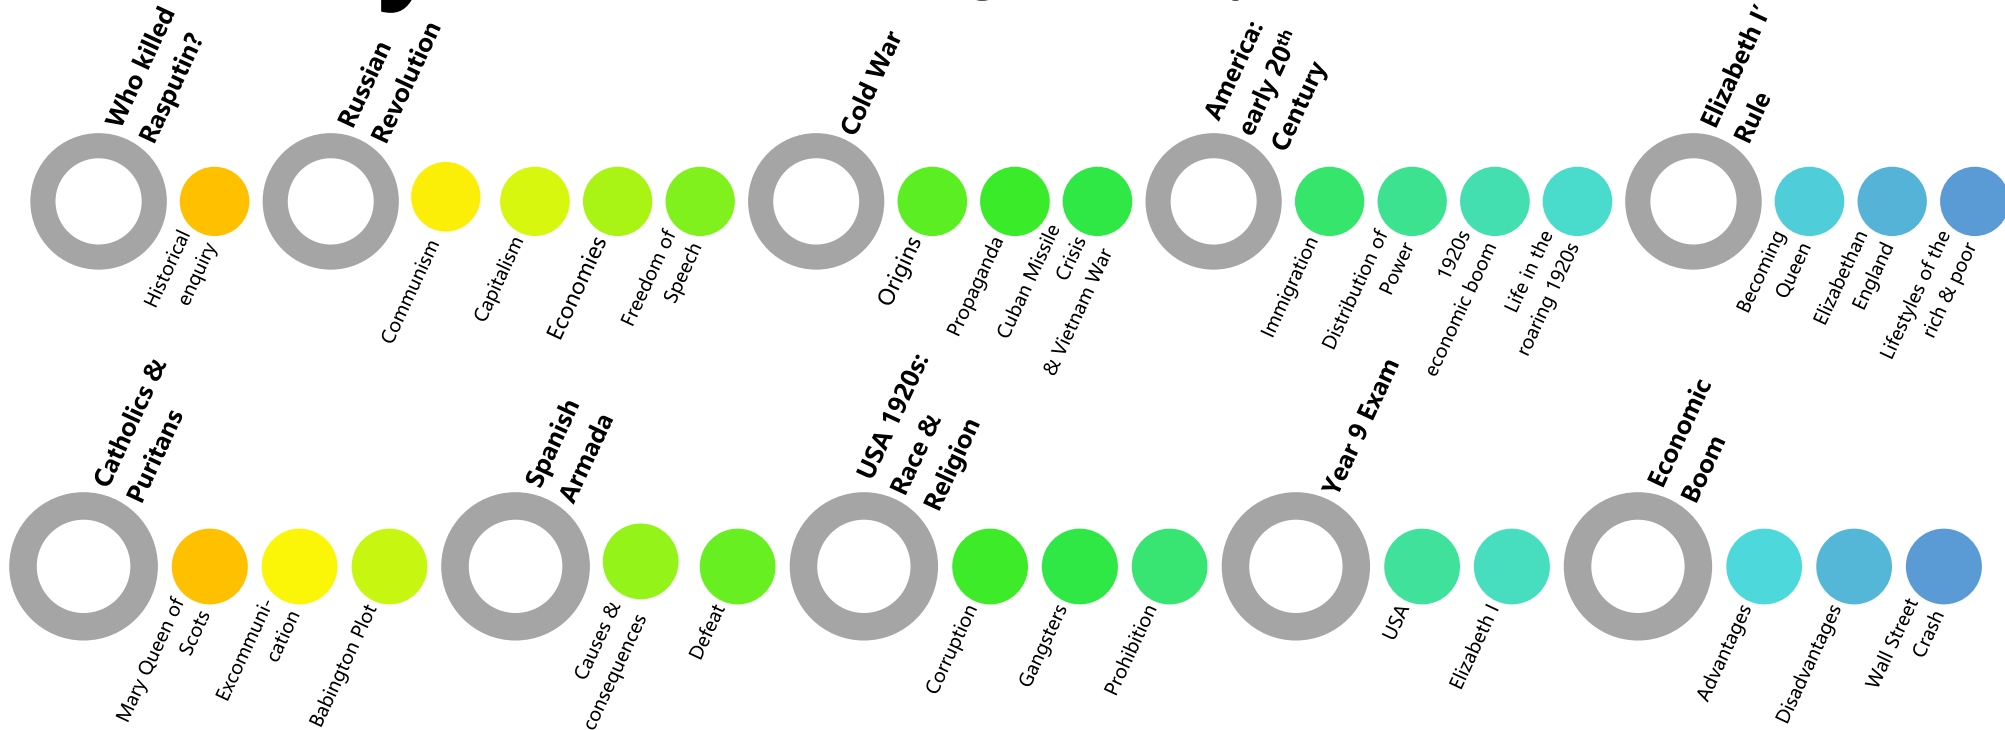 Who killed
Rasputin?
Historical
enquiry
Russian
Revolution
Communism
Capitalism
Economies
Freedom of
Speech
Cold War
Origins
Propaganda
Cuban Missile
Crisis
& Vietnam War
America:
early 20th
Century
Immigration
Distribution of
Power
1920s
economic boom
Life in the
roaring 1920s
Elizabeth I’
Rule
Becoming
Queen
Elizabethan
England
Lifestyles of the
rich & poor
Catholics &
Puritans
Mary Queen of
Scots
Excommuni-
cation
Babington Plot
Spanish
Armada
Causes &
consequences
Defeat
USA 1920s:
Race &
Religion
Corruption
Gangsters
Prohibition
Year 9 Exam
USA
Elizabeth I
Economic
Boom
Advantages
Disadvantages
Wall Street
Crash